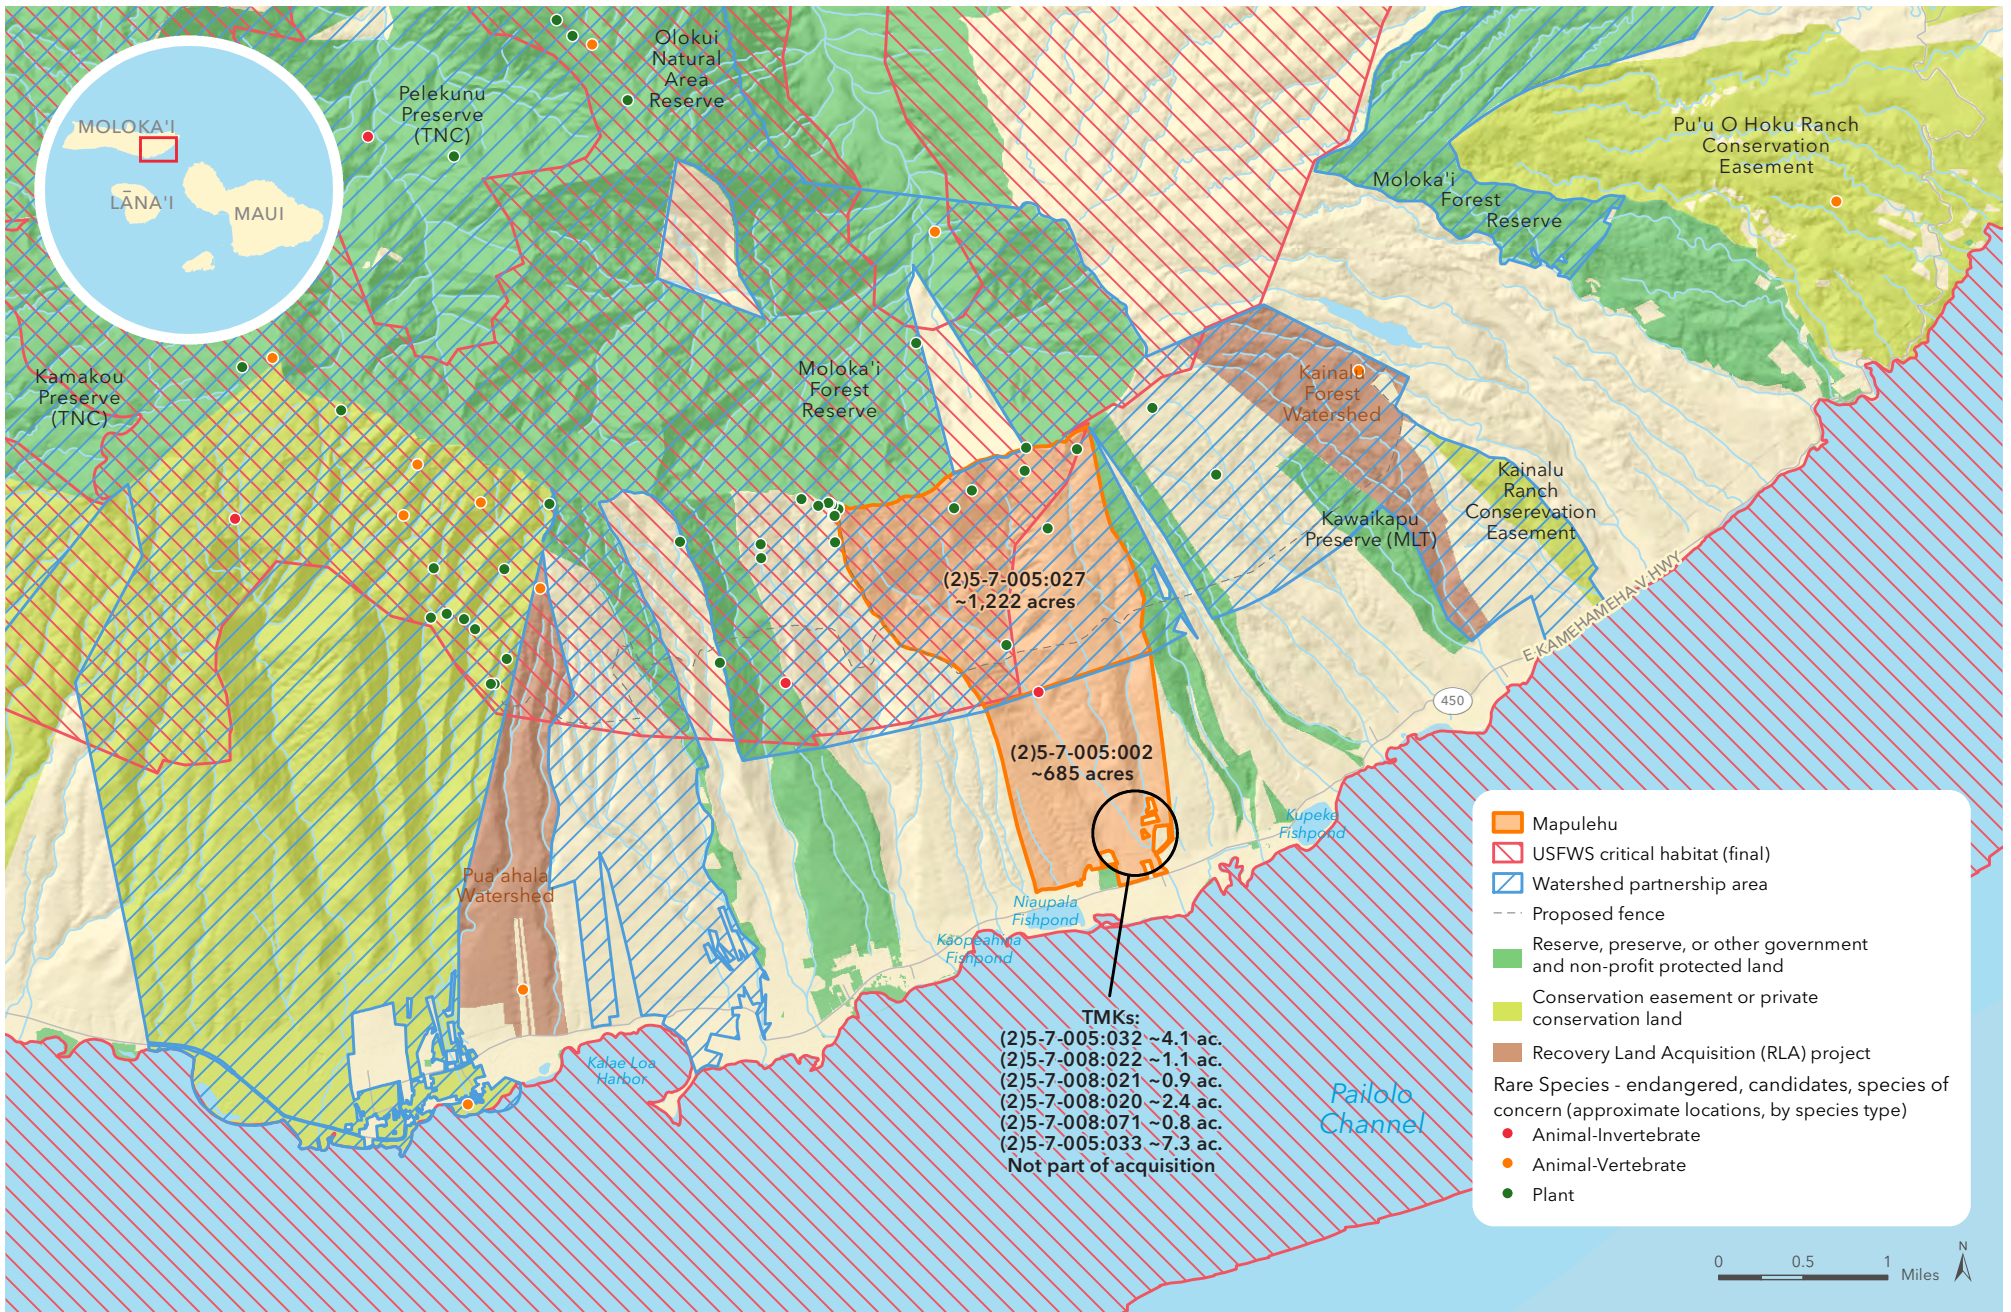 MOLOKA'I
LĀNA'I
MAUI
Pelekunu
Preserve
(TNC)
Olokui
Natural
Area
Reserve
Pu'u O Hoku Ranch
Conservation
Easement
Moloka'i
Forest
Reserve
Kamakou
Preserve
(TNC)
Moloka'i
Forest
Reserve
Kainalu
Forest
Watershed
Kainalu
Ranch
Conserevation
Easement
Kawaikapu
Preserve (MLT)
(2)5-7-005:027
~1,222 acres
E KAMEHAMEHA V HWY
450
(2)5-7-005:002
~685 acres
Kupeke
Fishpond
Pua'ahala
Watershed
Niaupala
Fishpond
Kaopeahina
Fishpond
Kalae Loa
Harbor
Pailolo
Channel
TMKs:
(2)5-7-005:032 ~4.1 ac.
(2)5-7-008:022 ~1.1 ac.
(2)5-7-008:021 ~0.9 ac.
(2)5-7-008:020 ~2.4 ac.
(2)5-7-008:071 ~0.8 ac.
(2)5-7-005:033 ~7.3 ac.
Not part of acquisition
Mapulehu
USFWS critical habitat (final)
Watershed partnership area
Proposed fence
Reserve, preserve, or other government
and non-profit protected land
Conservation easement or private
conservation land
Recovery Land Acquisition (RLA) project
Rare Species - endangered, candidates, species of
concern (approximate locations, by species type)
Animal-Invertebrate
Animal-Vertebrate
Plant
0 0.5 1 Miles
N